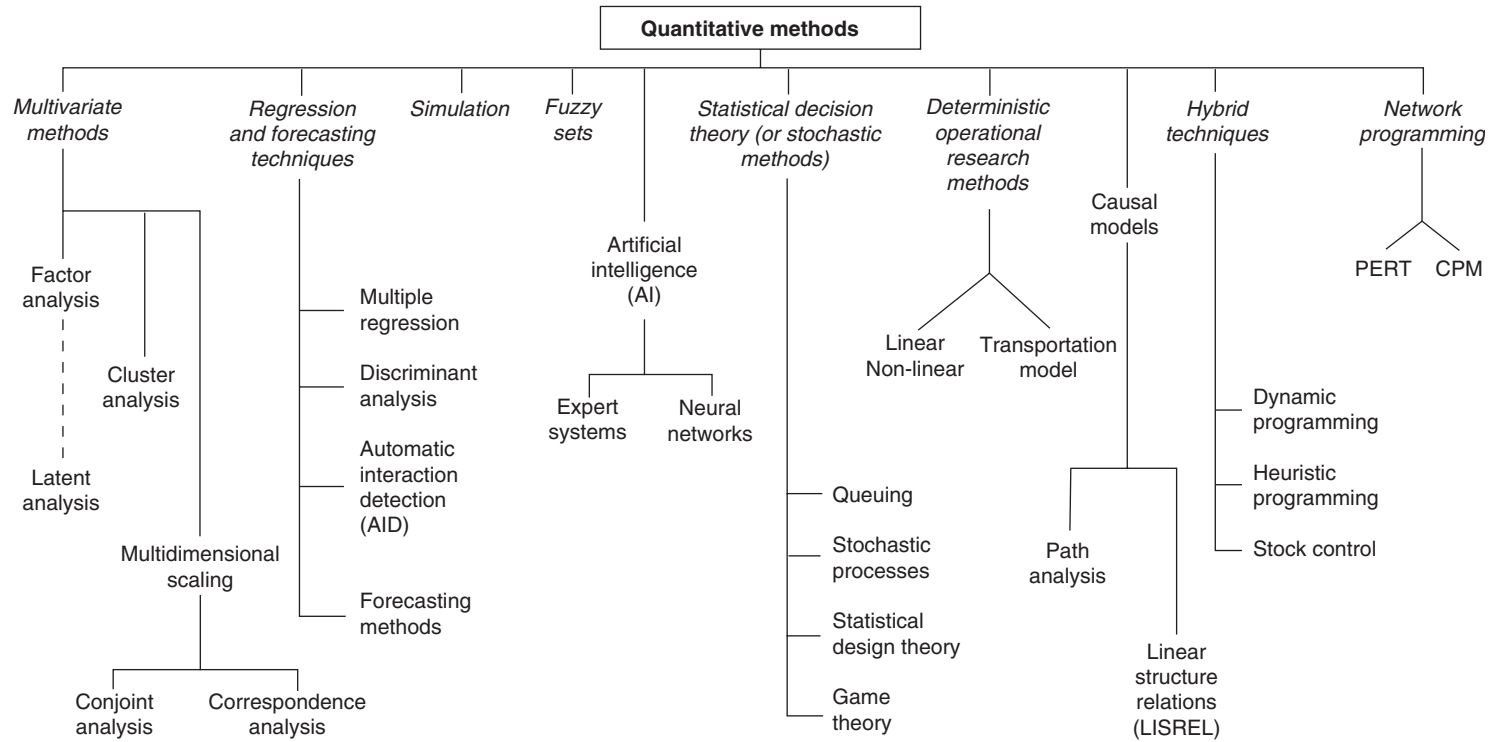 Quantitative methods
Multivariate
methods
Regression
and forecasting
techniques
Simulation
Fuzzy
sets
Statistical decision
theory (or stochastic
methods)
Deterministic
operational
research
methods
Hybrid
techniques
Network
programming
Causal
models
Artificial
intelligence
(AI)
Factor
analysis
Cluster
analysis
Latent
analysis
Multidimensional
scaling
Conjoint
analysis
Correspondence
analysis
Multiple
regression
Discriminant
analysis
Automatic
interaction
detection
(AID)
Forecasting
methods
Expert
systems
Neural
networks
Queuing
Stochastic
processes
Statistical
design theory
Game
theory
Linear
Non-linear
Transportation
model
Path
analysis
Linear
structure
relations
(LISREL)
Dynamic
programming
Heuristic
programming
Stock control
PERT
CPM